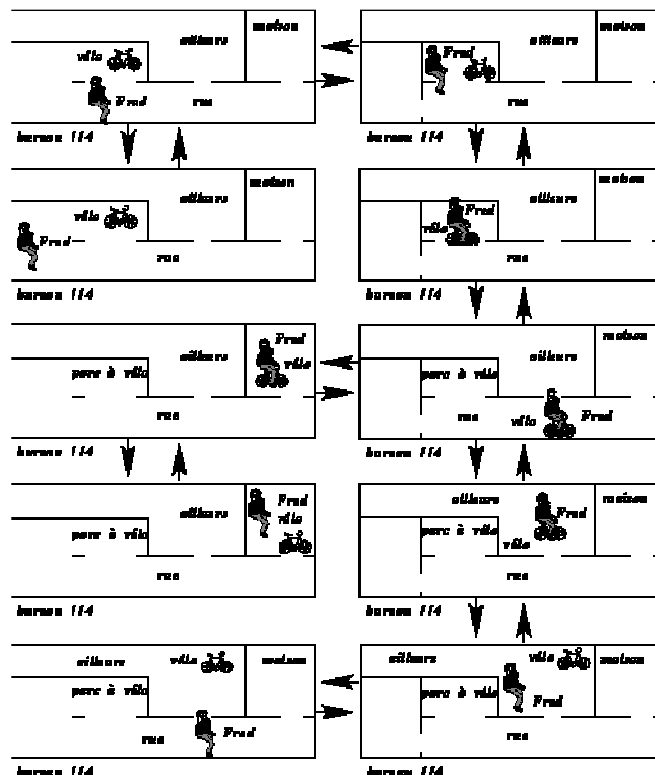 ailleurs
maison
vélo
Fred
rue
bureau 114
Fred
ailleurs
maison
vélo
rue
bureau 114
maison
ailleurs
vélo
Fred
rue
bureau 114
maison
ailleurs
Fred
vélo
rue
bureau 114
Fred
ailleurs
vélo
parc à vélo
rue
bureau 114
maison
ailleurs
parc à vélo
rue
vélo
Fred
bureau 114
Fred
ailleurs
vélo
parc à vélo
rue
bureau 114
ailleurs
maison
Fred
parc à vélo
vélo
rue
bureau 114
ailleurs
vélo
maison
parc à vélo
rue
Fred
bureau 114
ailleurs
vélo
maison
parc à vélo
Fred
rue
bureau 114